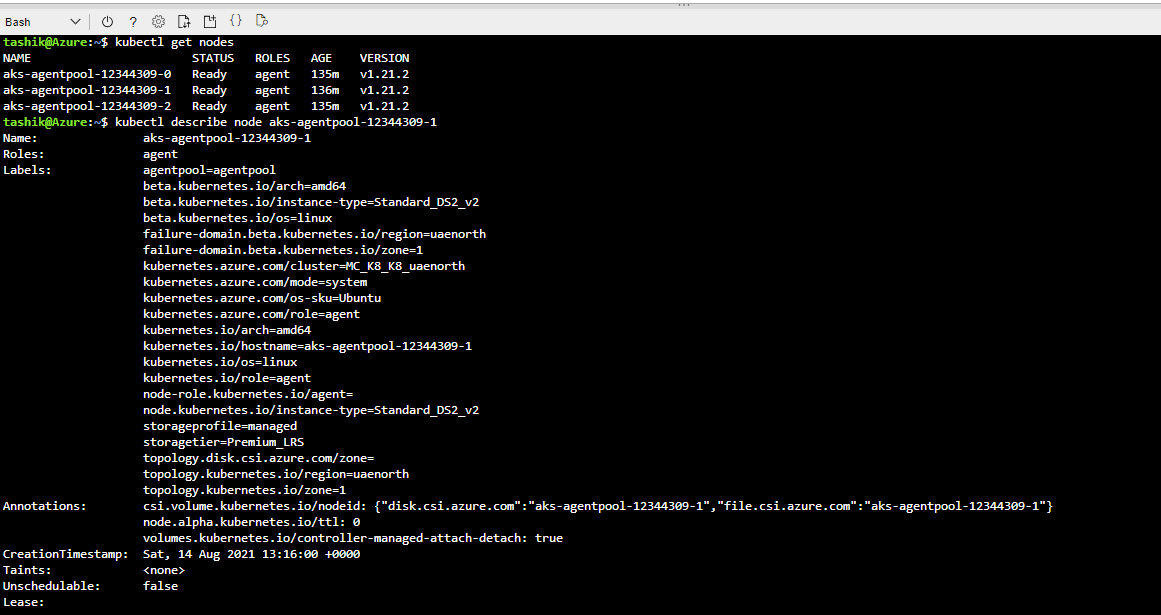 Bash
tashik@Azure:~$ kubectl get nodes
NAME STATUS ROLES AGE VERSION
aks-agentpool-12344309-0 Ready agent 135m v1.21.2
aks-agentpool-12344309-1 Ready agent 136m v1.21.2
aks-agentpool-12344309-2 Ready agent 135m v1.21.2
tashik@Azure:~$ kubectl describe node aks-agentpool-12344309-1
Name: aks-agentpool-12344309-1
Roles: agent
Labels: agentpool=agentpool
beta.kubernetes.io/arch=amd64
beta.kubernetes.io/instance-type=Standard_DS2_v2
beta.kubernetes.io/os=linux
failure-domain.beta.kubernetes.io/region=uaenorth
failure-domain.beta.kubernetes.io/zone=1
kubernetes.azure.com/cluster=MC_K8_K8_uaenorth
kubernetes.azure.com/mode=system
kubernetes.azure.com/os-sku=Ubuntu
kubernetes.azure.com/role=agent
kubernetes.io/arch=amd64
kubernetes.io/hostname=aks-agentpool-12344309-1
kubernetes.io/os=linux
kubernetes.io/role=agent
node-role.kubernetes.io/agent=
node.kubernetes.io/instance-type=Standard_DS2_v2
storageprofile=managed
storagetier=Premium_LRS
topology.disk.csi.azure.com/zone=
topology.kubernetes.io/region=uaenorth
topology.kubernetes.io/zone=1
Annotations: csi.volume.kubernetes.io/nodeid: {"disk.csi.azure.com":"aks-agentpool-12344309-1","file.csi.azure.com":"aks-agentpool-12344309-1"}
node.alpha.kubernetes.io/ttl: 0
volumes.kubernetes.io/controller-managed-attach-detach: true
CreationTimestamp: Sat, 14 Aug 2021 13:16:00 +0000
Taints: <none>
Unschedulable: false
Lease: